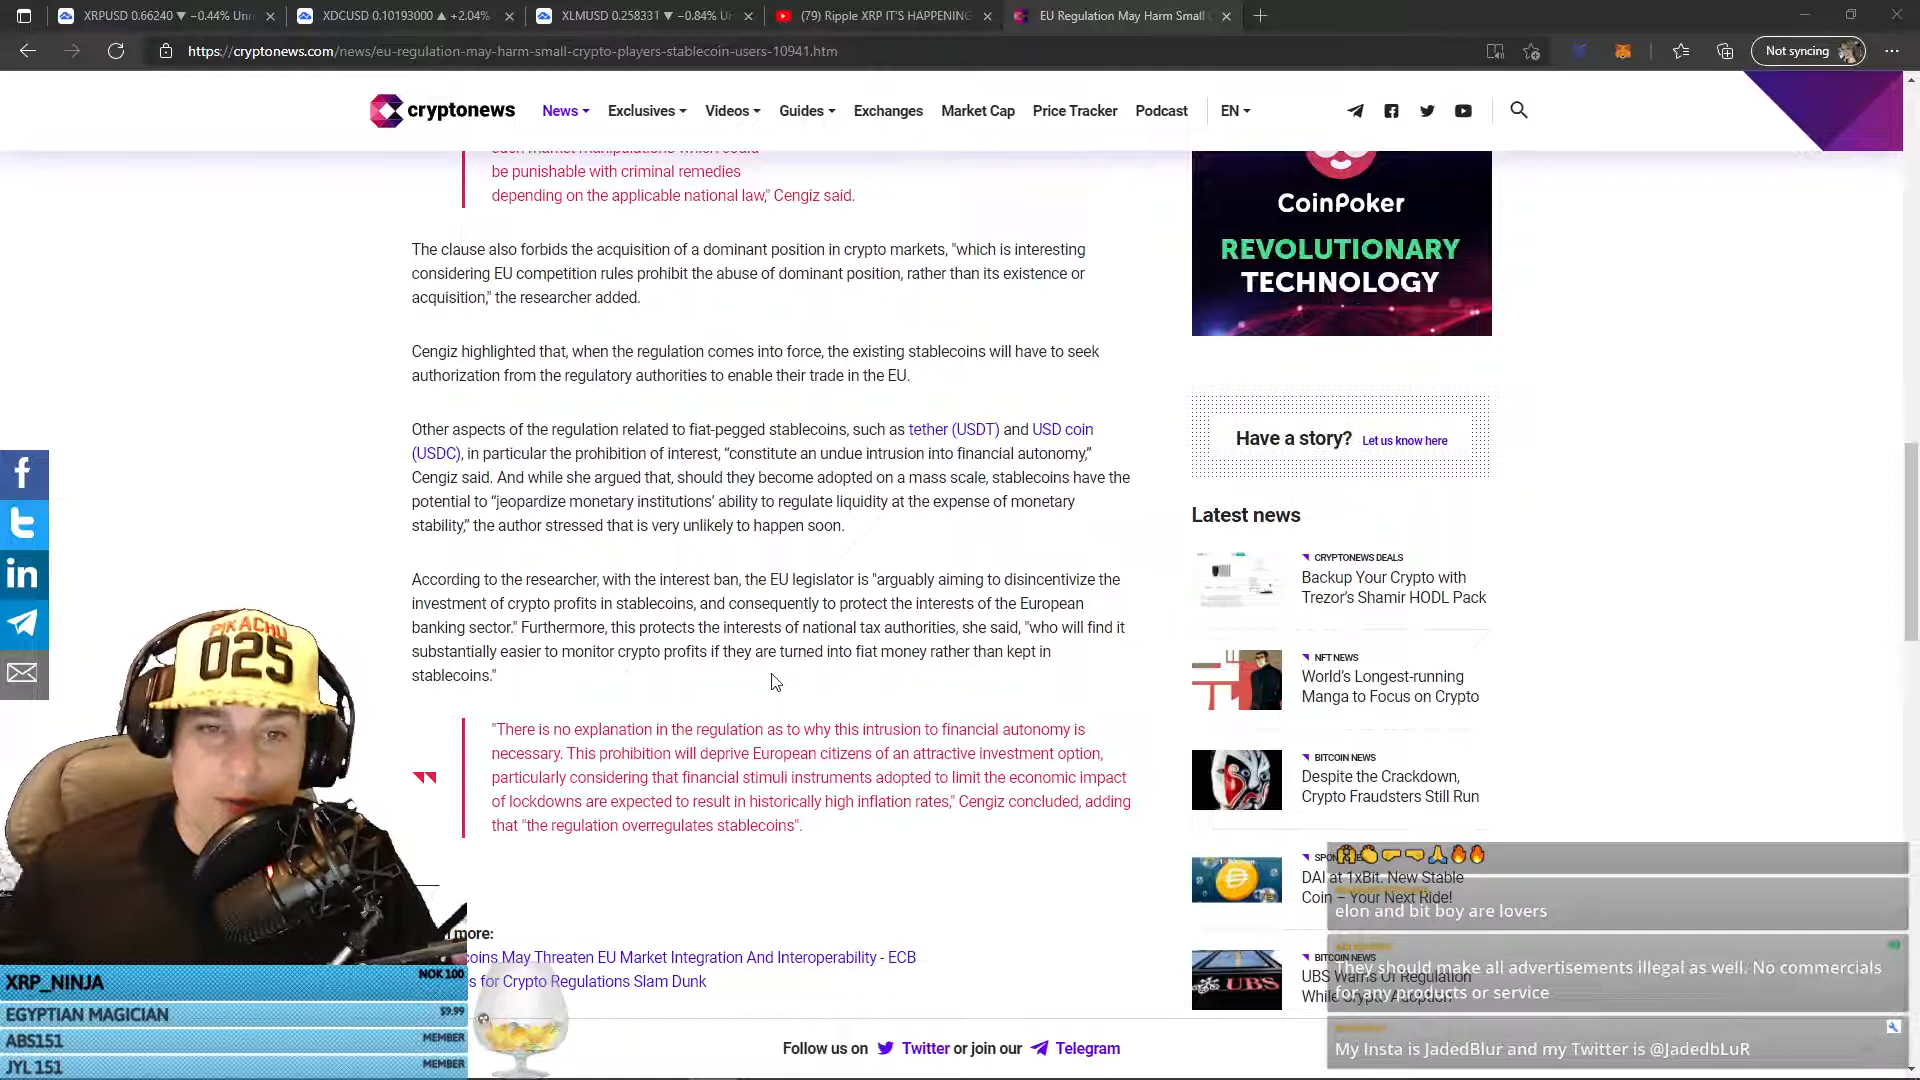 XRPUSD 0.66240 ▼ −0.44% Unn
XDCUSD 0.10193000 ▲ +2.04%
XLMUSD 0.258331 ▼ −0.84% U
(79) Ripple XRP IT'S HAPPENING
EU Regulation May Harm Small
https://cryptonews.com/news/eu-regulation-may-harm-small-crypto-players-stablecoin-users-10941.htm
Not syncing
cryptonews
News
Exclusives
Videos
Guides
Exchanges
Market Cap
Price Tracker
Podcast
EN
be punishable with criminal remedies
depending on the applicable national law," Cengiz said.
The clause also forbids the acquisition of a dominant position in crypto markets, "which is interesting
considering EU competition rules prohibit the abuse of dominant position, rather than its existence or
acquisition," the researcher added.
Cengiz highlighted that, when the regulation comes into force, the existing stablecoins will have to seek
authorization from the regulatory authorities to enable their trade in the EU.
Other aspects of the regulation related to fiat-pegged stablecoins, such as tether (USDT) and USD coin
(USDC), in particular the prohibition of interest, “constitute an undue intrusion into financial autonomy,”
Cengiz said. And while she argued that, should they become adopted on a mass scale, stablecoins have the
potential to “jeopardize monetary institutions’ ability to regulate liquidity at the expense of monetary
stability,” the author stressed that is very unlikely to happen soon.
According to the researcher, with the interest ban, the EU legislator is "arguably aiming to disincentivize the
investment of crypto profits in stablecoins, and consequently to protect the interests of the European
banking sector." Furthermore, this protects the interests of national tax authorities, she said, "who will find it
substantially easier to monitor crypto profits if they are turned into fiat money rather than kept in
stablecoins."
"There is no explanation in the regulation as to why this intrusion to financial autonomy is
necessary. This prohibition will deprive European citizens of an attractive investment option,
particularly considering that financial stimuli instruments adopted to limit the economic impact
of lockdowns are expected to result in historically high inflation rates," Cengiz concluded, adding
that "the regulation overregulates stablecoins".
more:
coins May Threaten EU Market Integration And Interoperability - ECB
s for Crypto Regulations Slam Dunk
Follow us on Twitter or join our Telegram
CoinPoker
REVOLUTIONARY
TECHNOLOGY
Have a story? Let us know here
Latest news
CRYPTONEWS DEALS
Backup Your Crypto with
Trezor’s Shamir HODL Pack
NFT NEWS
World’s Longest-running
Manga to Focus on Crypto
BITCOIN NEWS
Despite the Crackdown,
Crypto Fraudsters Still Run
DAI at 1xBit. New Stable
Coin – Your Next Ride!
BITCOIN NEWS
UBS
UBS Warns Of Regulation
While Crypto Adoption
elon and bit boy are lovers
They should make all advertisements illegal as well. No commercials
for any products or service
My Insta is JadedBlur and my Twitter is @JadedbLuR
PIKACHU
025
XRP_NINJA NOK 100
EGYPTIAN MAGICIAN $9.99
ABS151 MEMBER
JYL 151 MEMBER